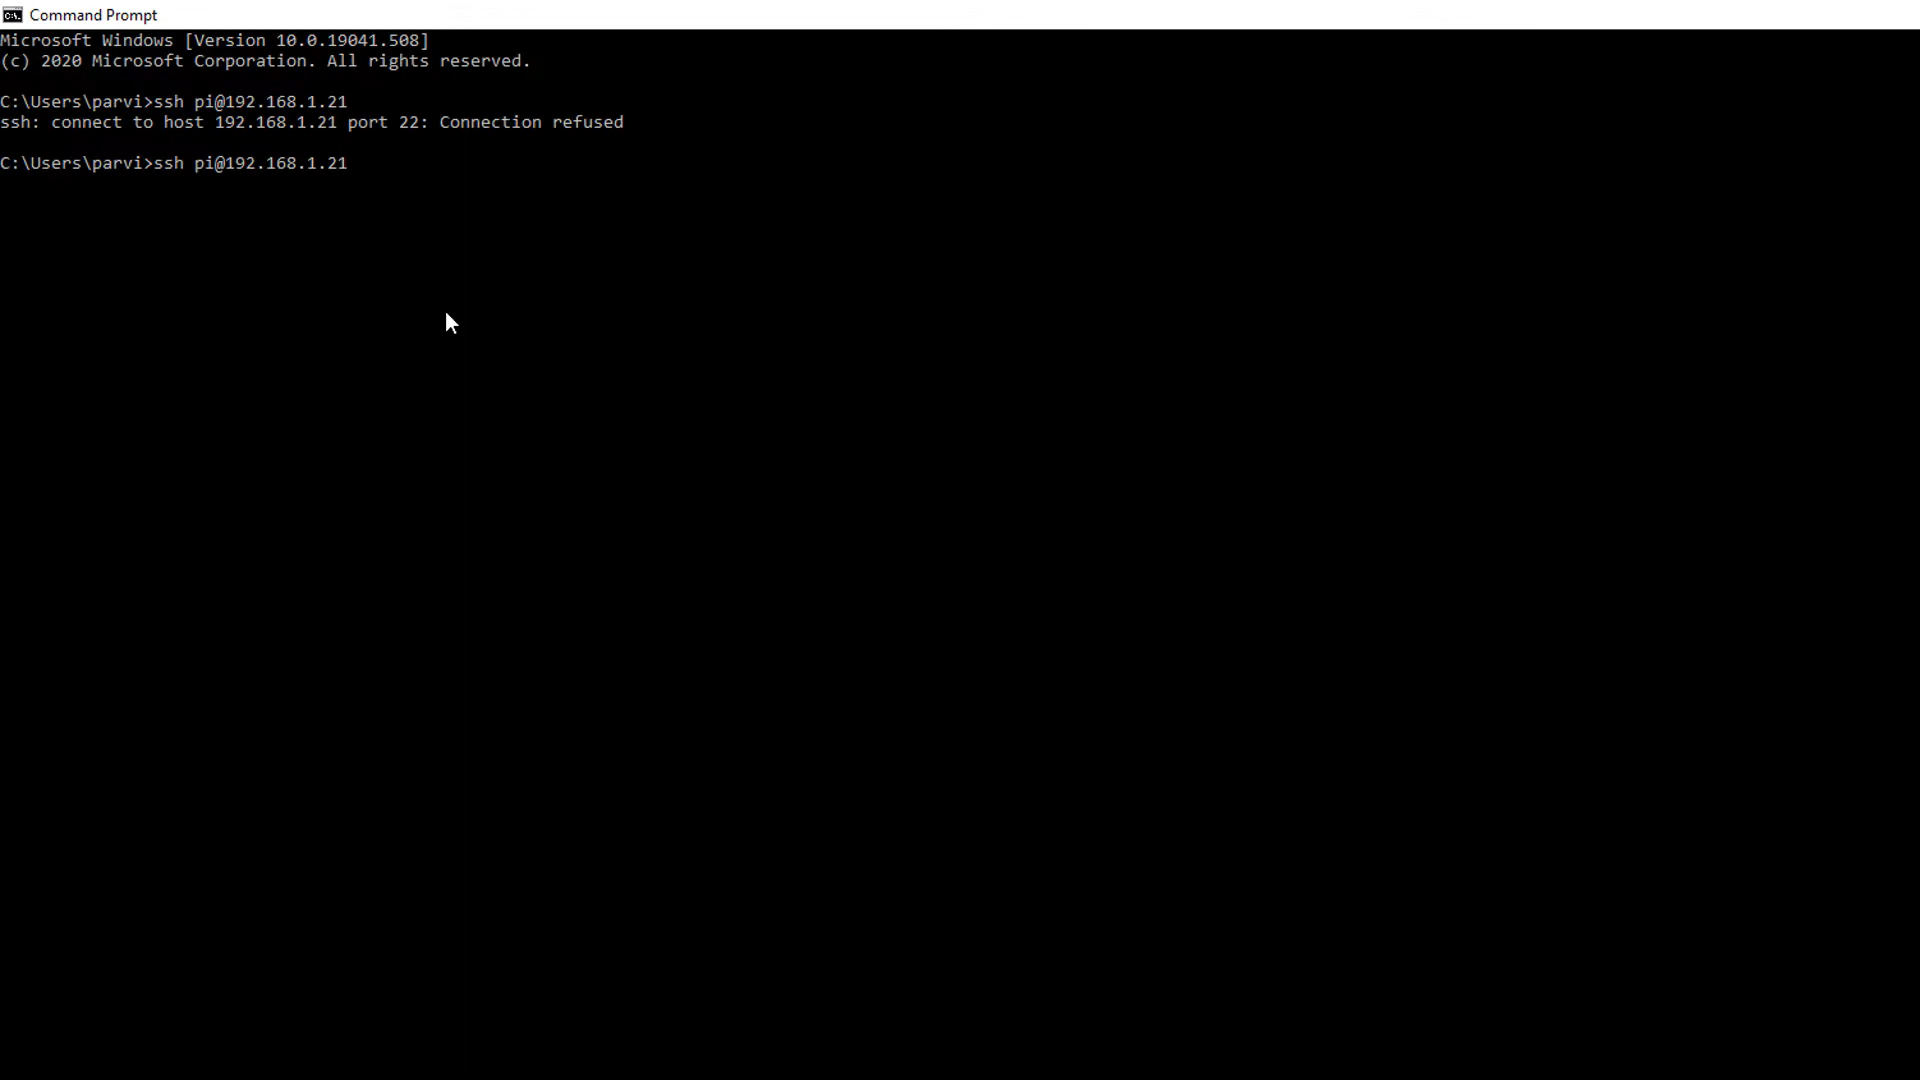 Command Prompt
Microsoft Windows [Version 10.0.19041.508]
(c) 2020 Microsoft Corporation. All rights reserved.
C:\Users\parvi>ssh pi@192.168.1.21
ssh: connect to host 192.168.1.21 port 22: Connection refused
C:\Users\parvi>ssh pi@192.168.1.21